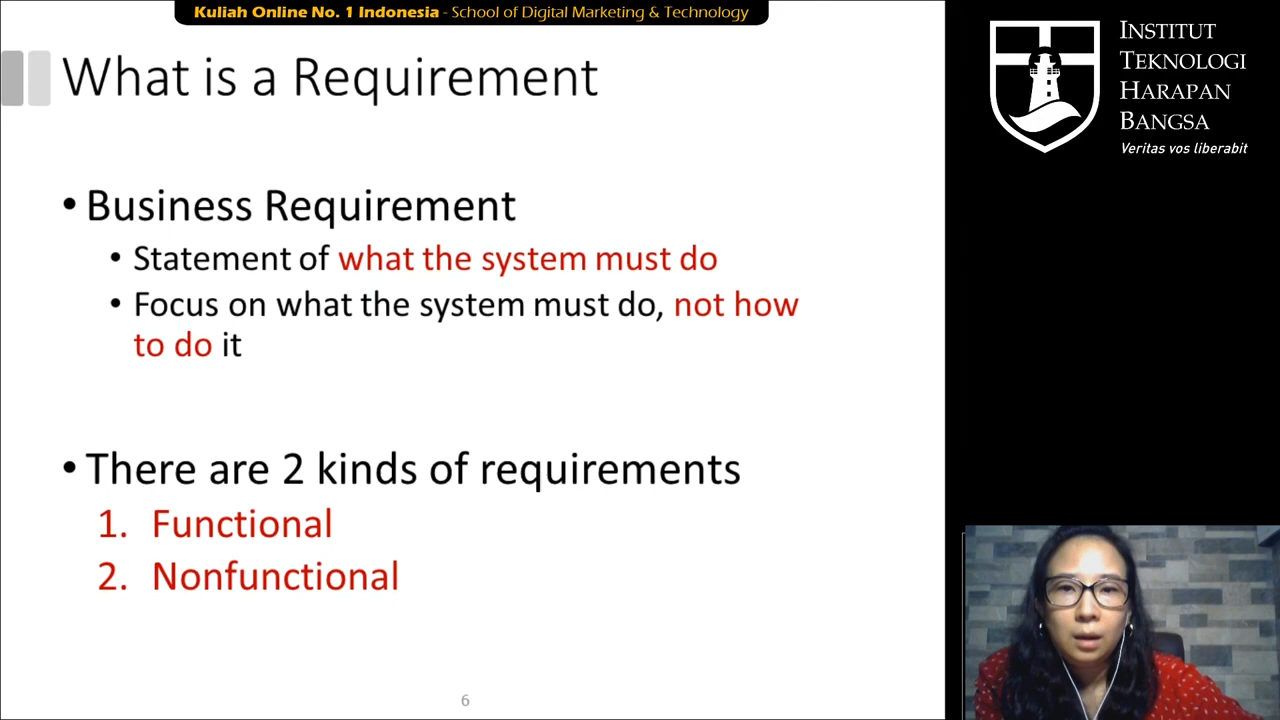 Kuliah Online No. 1 Indonesia - School of Digital Marketing & Technology
What is a Requirement
• Business Requirement
• Statement of what the system must do
• Focus on what the system must do, not how
to do it
• There are 2 kinds of requirements
1. Functional
2. Nonfunctional
6
INSTITUT
TEKNOLOGI
HARAPAN
BANGSA
Veritas vos liberabit